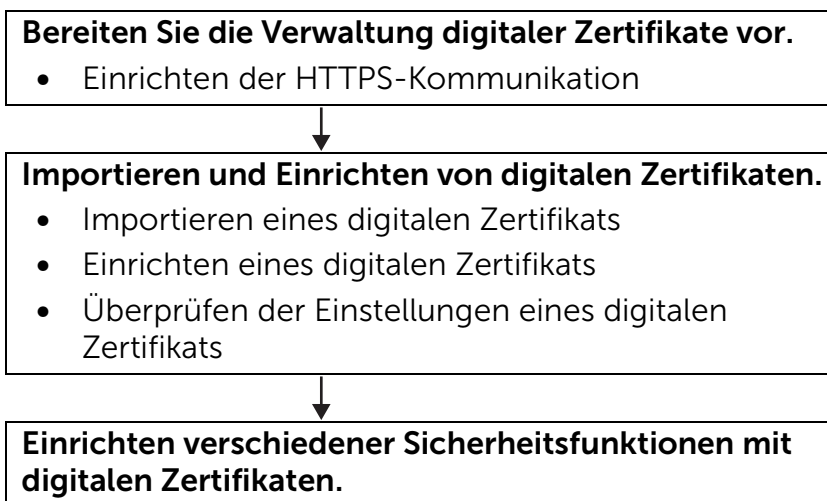 Bereiten Sie die Verwaltung digitaler Zertifikate vor.
• Einrichten der HTTPS-Kommunikation
Importieren und Einrichten von digitalen Zertifikaten.
• Importieren eines digitalen Zertifikats
• Einrichten eines digitalen Zertifikats
• Überprüfen der Einstellungen eines digitalen
Zertifikats
Einrichten verschiedener Sicherheitsfunktionen mit
digitalen Zertifikaten.